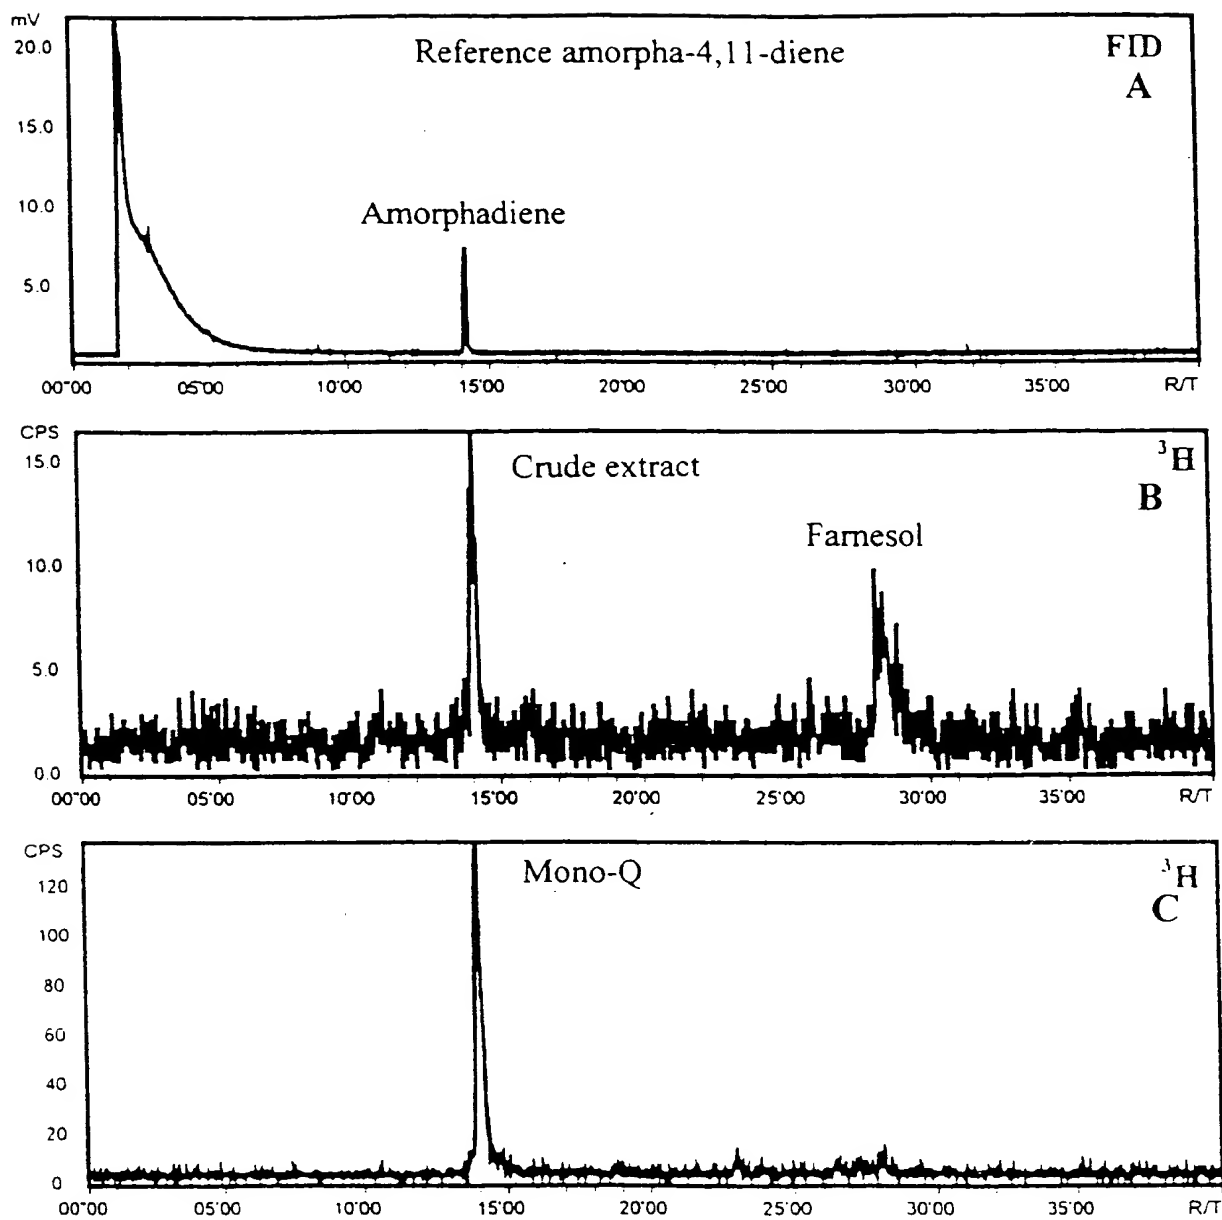 mV
20.0
15.0
10.0
5.0
Reference amorpha-4,11-diene
FID
A
Amorphadiene
00"00 05'00 10'00 15'00 20'00 25'00 30'00 35'00 R/T
CPS
15.0
10.0
5.0
0.0
Crude extract
³H
B
Farnesol
00"00 05'00 10'00 15'00 20'00 25'00 30'00 35'00 R/T
CPS
120
100
80
60
40
20
0
Mono-Q
³H
C
00"00 05'00 10'00 15'00 20'00 25'00 30'00 35'00 R/T